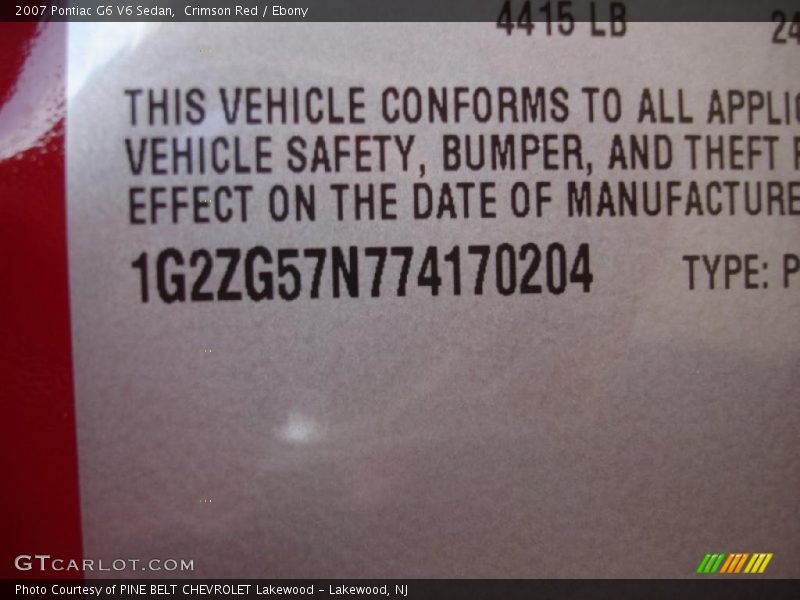 2007 Pontiac G6 V6 Sedan, Crimson Red / Ebony
4415 LB 24
THIS VEHICLE CONFORMS TO ALL APPLIC
VEHICLE SAFETY, BUMPER, AND THEFT
EFFECT ON THE DATE OF MANUFACTURE
1G2ZG57N774170204 TYPE: P
GTCARLOT.COM
Photo Courtesy of PINE BELT CHEVROLET Lakewood - Lakewood, NJ